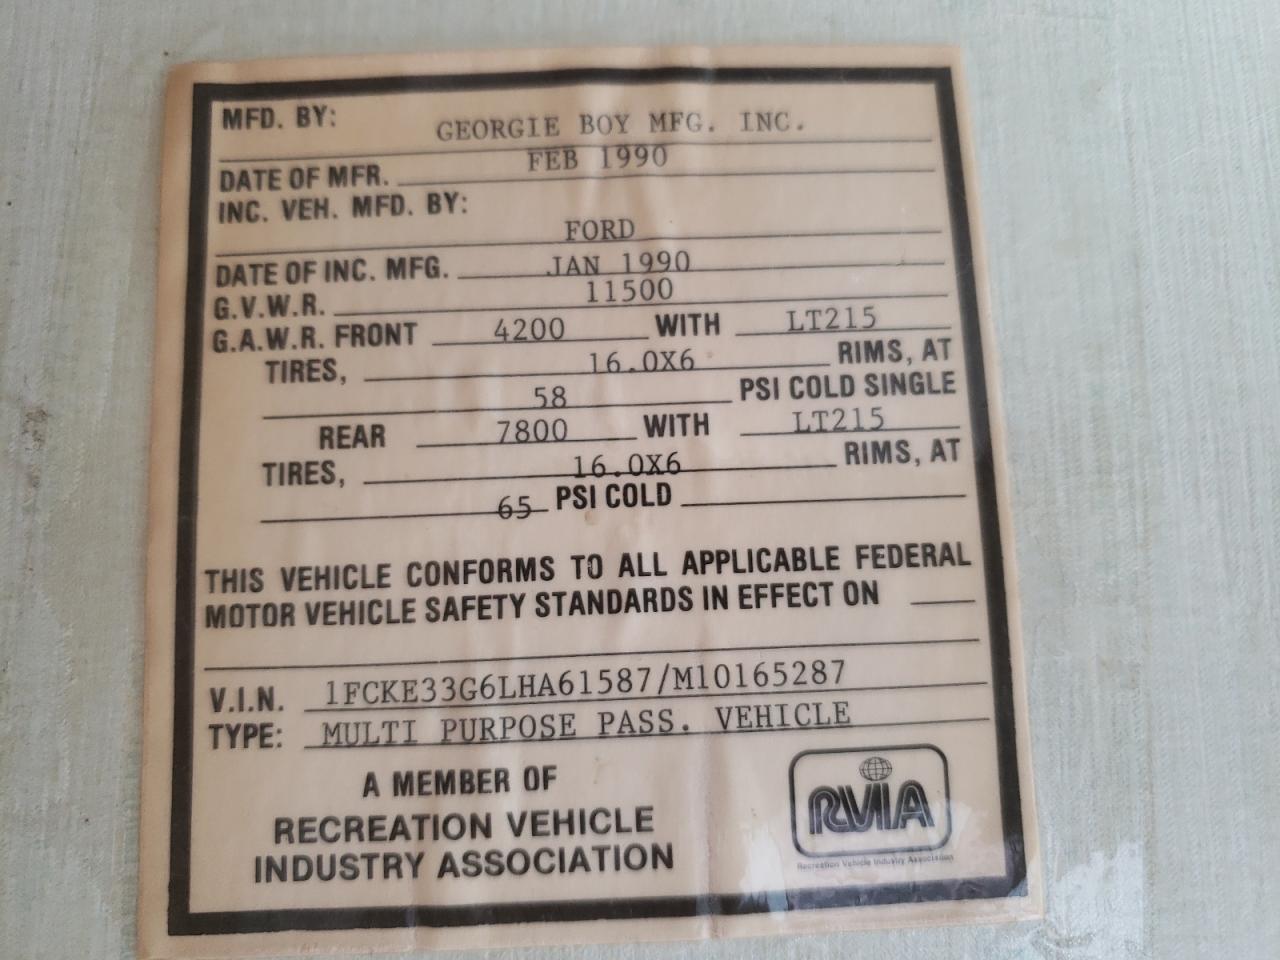 MFD. BY:
GEORGIE BOY MFG. INC.
DATE OF MFR. FEB 1990
INC. VEH. MFD. BY:
FORD
DATE OF INC. MFG. JAN 1990
G.V.W.R. 11500
G.A.W.R. FRONT 4200 WITH LT215
TIRES, 16.0X6 RIMS, AT
58 PSI COLD SINGLE
REAR 7800 WITH LT215
TIRES, 16.0X6 RIMS, AT
65 PSI COLD
THIS VEHICLE CONFORMS TO ALL APPLICABLE FEDERAL
MOTOR VEHICLE SAFETY STANDARDS IN EFFECT ON
V.I.N. 1FCKE33G6LHA61587/M10165287
TYPE: MULTI PURPOSE PASS. VEHICLE
A MEMBER OF
RECREATION VEHICLE
INDUSTRY ASSOCIATION
RVIA
Recreation Vehicle Industry Association